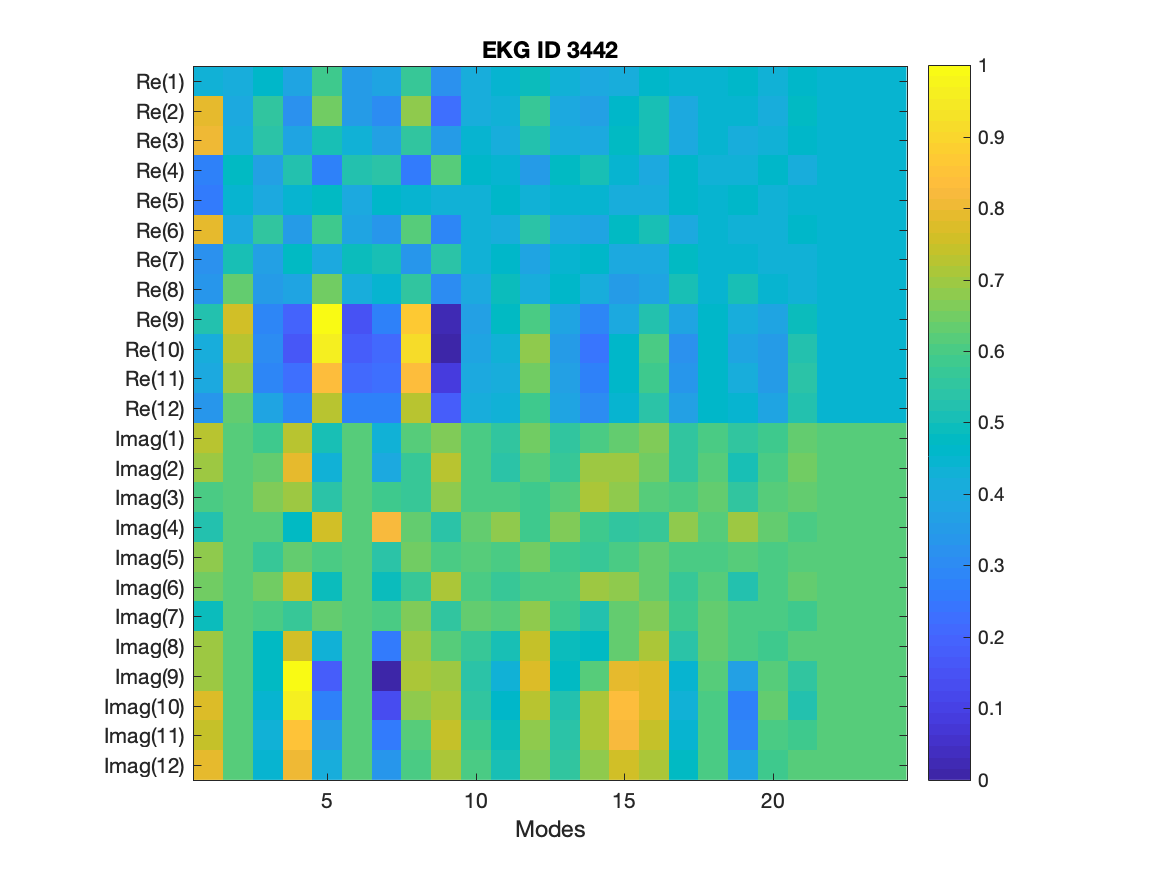 EKG ID 3442
Re(1)
Re(2)
Re(3)
Re(4)
Re(5)
Re(6)
Re(7)
Re(8)
Re(9)
Re(10)
Re(11)
Re(12)
Imag(1)
Imag(2)
Imag(3)
Imag(4)
Imag(5)
Imag(6)
Imag(7)
Imag(8)
Imag(9)
Imag(10)
Imag(11)
Imag(12)
5 10 15 20
Modes
1
0.9
0.8
0.7
0.6
0.5
0.4
0.3
0.2
0.1
0